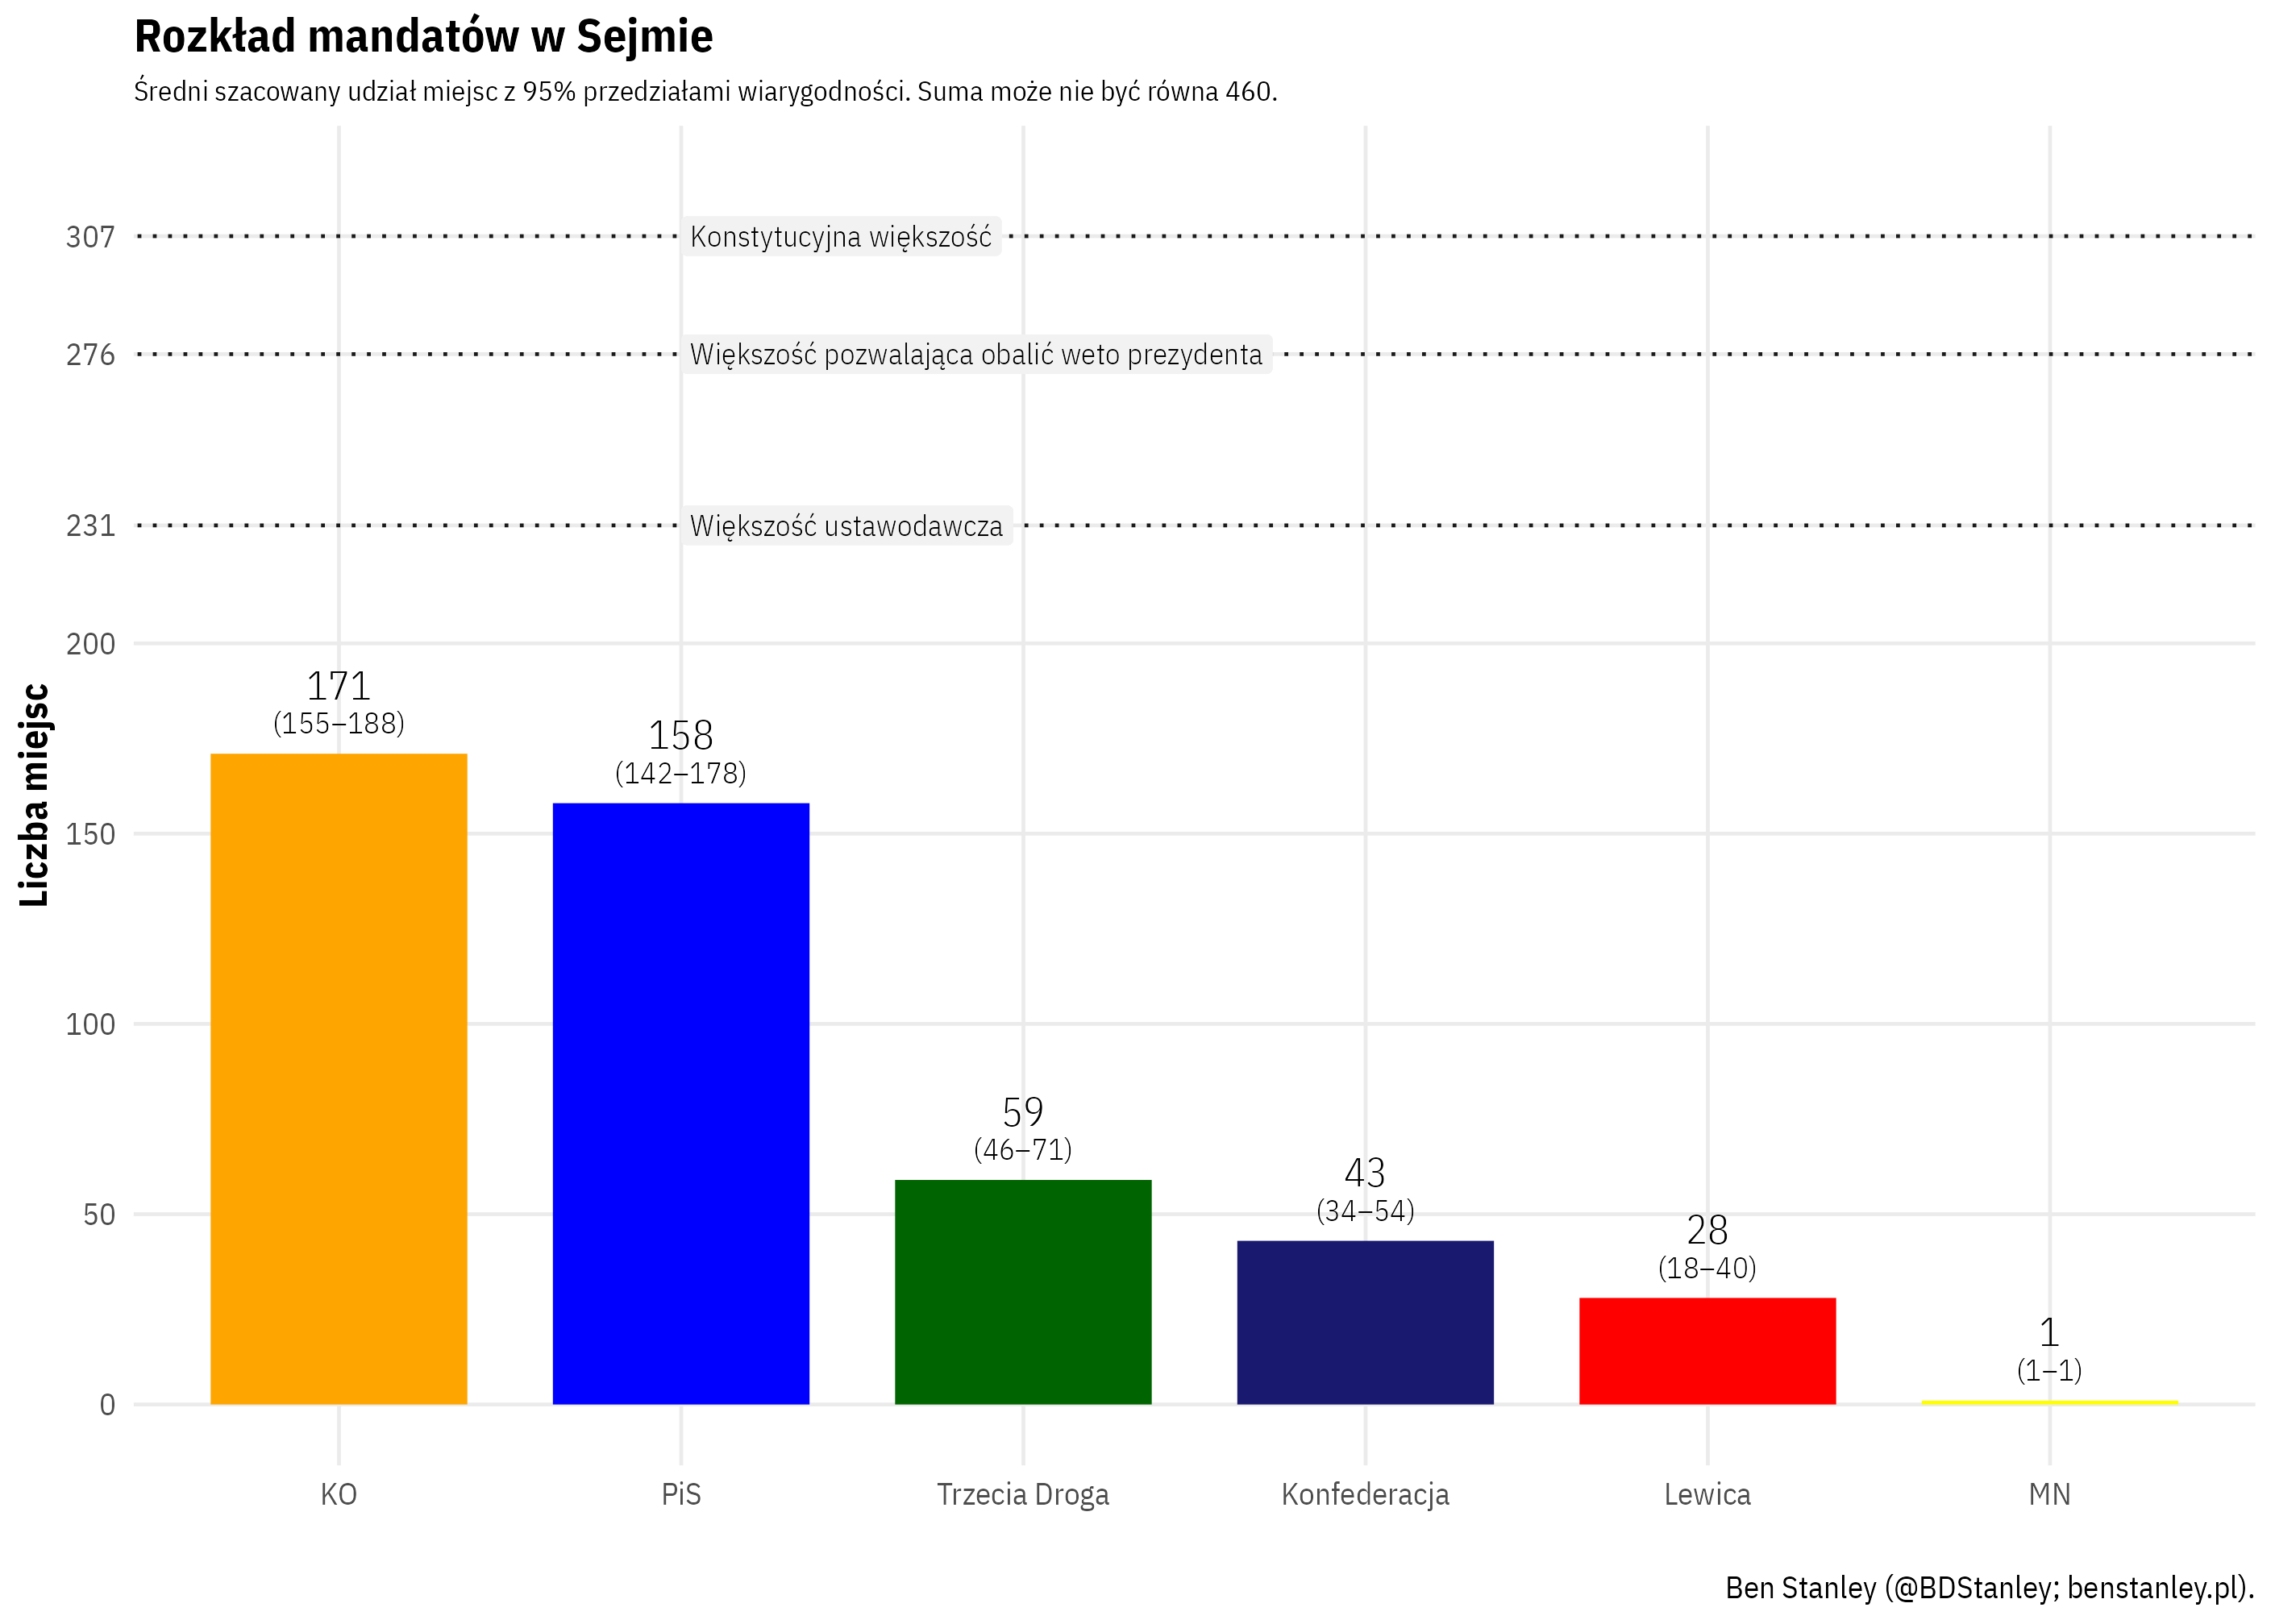 Rozkład mandatów w Sejmie
Średni szacowany udział miejsc z 95% przedziałami wiarygodności. Suma może nie być równa 460.
Liczba miejsc
307
Konstytucyjna większość
276
Większość pozwalająca obalić weto prezydenta
231
Większość ustawodawcza
200
150
100
50
0
171
(155–188)
158
(142–178)
59
(46–71)
43
(34–54)
28
(18–40)
1
(1–1)
KO
PiS
Trzecia Droga
Konfederacja
Lewica
MN
Ben Stanley (@BDStanley; benstanley.pl).